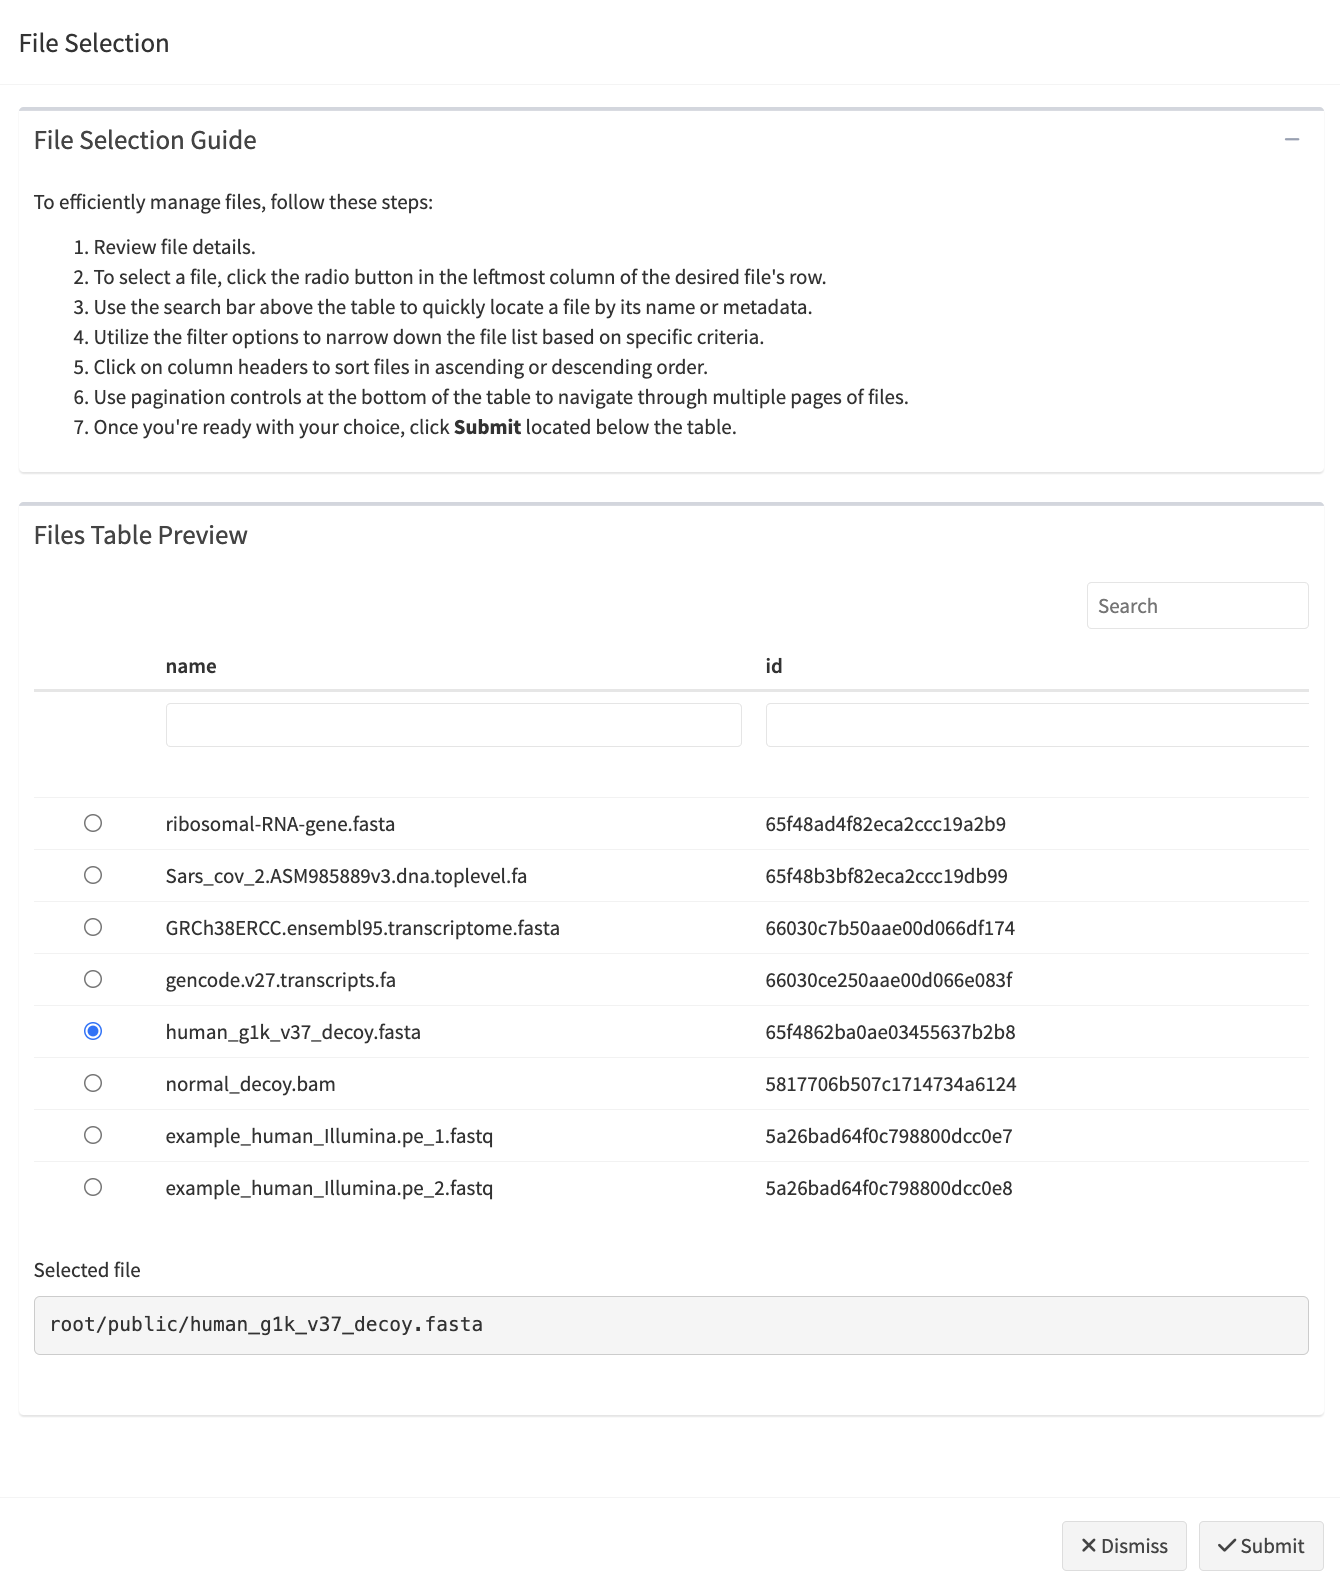 File Selection
File Selection Guide
To efficiently manage files, follow these steps:
1. Review file details.
2. To select a file, click the radio button in the leftmost column of the desired file's row.
3. Use the search bar above the table to quickly locate a file by its name or metadata.
4. Utilize the filter options to narrow down the file list based on specific criteria.
5. Click on column headers to sort files in ascending or descending order.
6. Use pagination controls at the bottom of the table to navigate through multiple pages of files.
7. Once you're ready with your choice, click Submit located below the table.
Files Table Preview
Search
name id
ribosomal-RNA-gene.fasta 65f48ad4f82eca2ccc19a2b9
Sars_cov_2.ASM985889v3.dna.toplevel.fa 65f48b3bf82eca2ccc19db99
GRCh38ERCC.ensembl95.transcriptome.fasta 66030c7b50aae00d066df174
gencode.v27.transcripts.fa 66030ce250aae00d066e083f
human_g1k_v37_decoy.fasta 65f4862ba0ae03455637b2b8
normal_decoy.bam 5817706b507c1714734a6124
example_human_Illumina.pe_1.fastq 5a26bad64f0c798800dcc0e7
example_human_Illumina.pe_2.fastq 5a26bad64f0c798800dcc0e8
Selected file
root/public/human_g1k_v37_decoy.fasta
Dismiss Submit